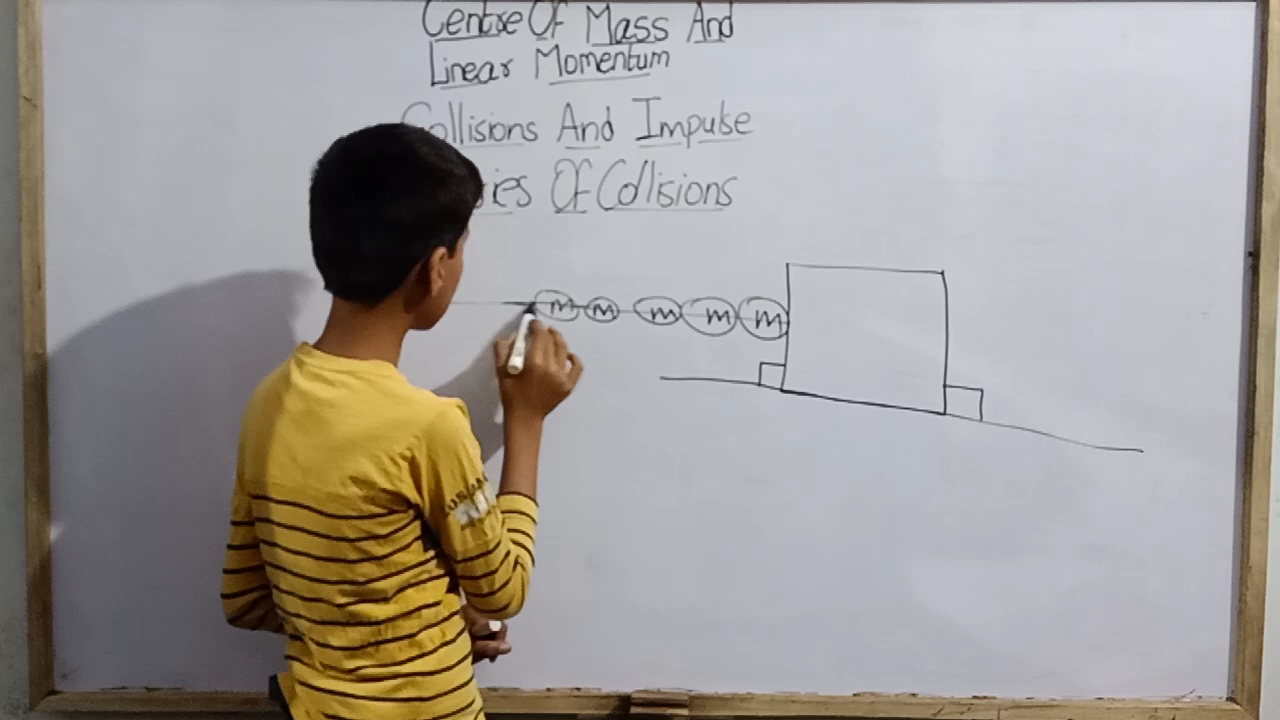 Centre Of Mass And
Linear Momentum
Collisions And Impulse
Of Collisions
m m m m m